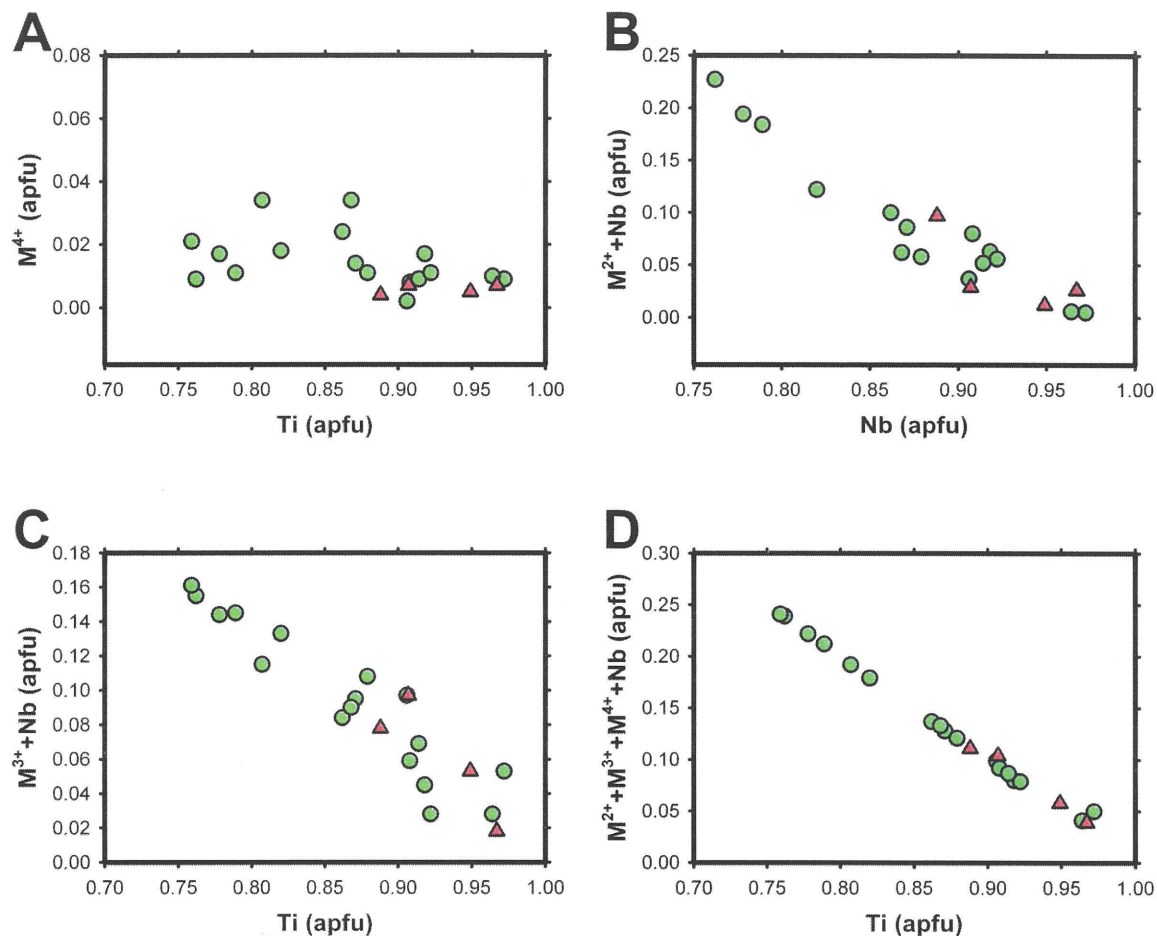 A
0.08
0.06
0.04
0.02
0.00
M⁴⁺ (apfu)
0.70 0.75 0.80 0.85 0.90 0.95 1.00
Ti (apfu)
B
0.25
0.20
0.15
0.10
0.05
0.00
M²⁺+Nb (apfu)
0.75 0.80 0.85 0.90 0.95 1.00
Nb (apfu)
C
0.18
0.16
0.14
0.12
0.10
0.08
0.06
0.04
0.02
0.00
M³⁺+Nb (apfu)
0.70 0.75 0.80 0.85 0.90 0.95 1.00
Ti (apfu)
D
0.30
0.25
0.20
0.15
0.10
0.05
0.00
M²⁺+M³⁺+M⁴⁺+Nb (apfu)
0.70 0.75 0.80 0.85 0.90 0.95 1.00
Ti (apfu)